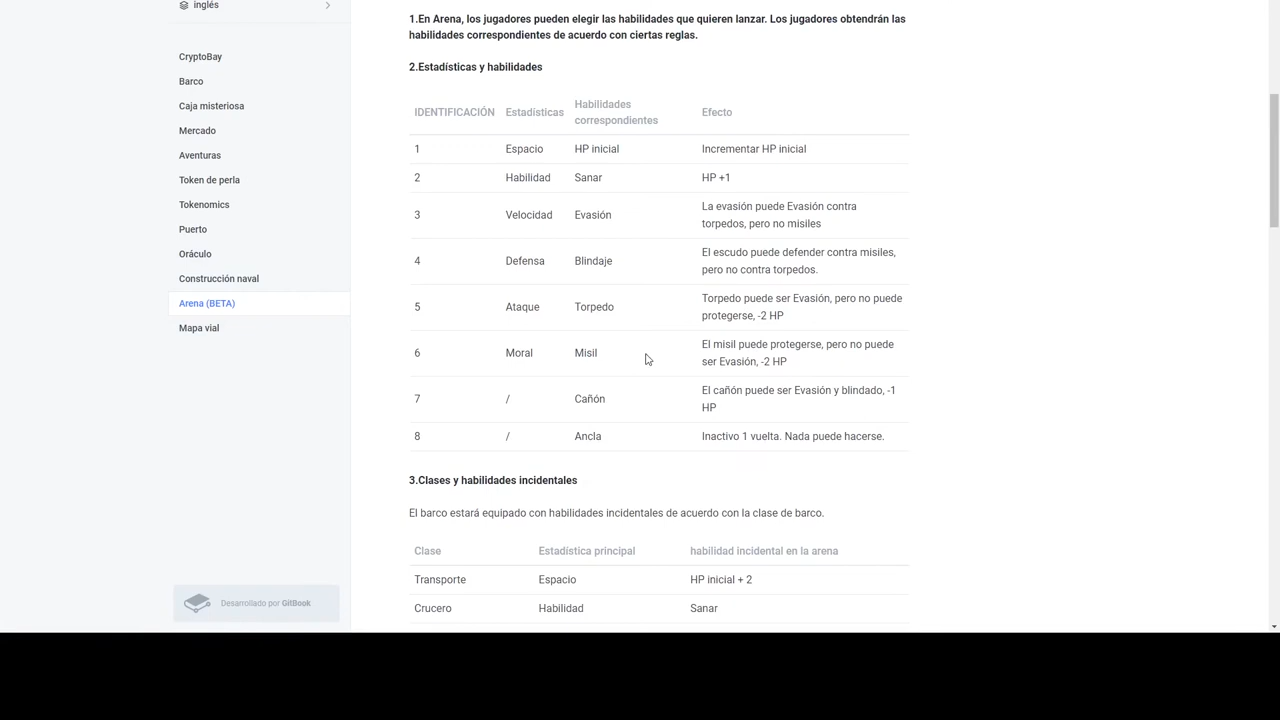 inglés
CryptoBay
Barco
Caja misteriosa
Mercado
Aventuras
Token de perla
Tokenomics
Puerto
Oráculo
Construcción naval
Arena (BETA)
Mapa vial
Desarrollado por GitBook
1.En Arena, los jugadores pueden elegir las habilidades que quieren lanzar. Los jugadores obtendrán las
habilidades correspondientes de acuerdo con ciertas reglas.
2.Estadísticas y habilidades
IDENTIFICACIÓN Estadísticas Habilidades correspondientes Efecto
1 Espacio HP inicial Incrementar HP inicial
2 Habilidad Sanar HP +1
3 Velocidad Evasión La evasión puede Evasión contra
torpedos, pero no misiles
4 Defensa Blindaje El escudo puede defender contra misiles,
pero no contra torpedos.
5 Ataque Torpedo Torpedo puede ser Evasión, pero no puede
protegerse, -2 HP
6 Moral Misil El misil puede protegerse, pero no puede
ser Evasión, -2 HP
7 / Cañón El cañón puede ser Evasión y blindado, -1
HP
8 / Ancla Inactivo 1 vuelta. Nada puede hacerse.
3.Clases y habilidades incidentales
El barco estará equipado con habilidades incidentales de acuerdo con la clase de barco.
Clase Estadística principal habilidad incidental en la arena
Transporte Espacio HP inicial + 2
Crucero Habilidad Sanar